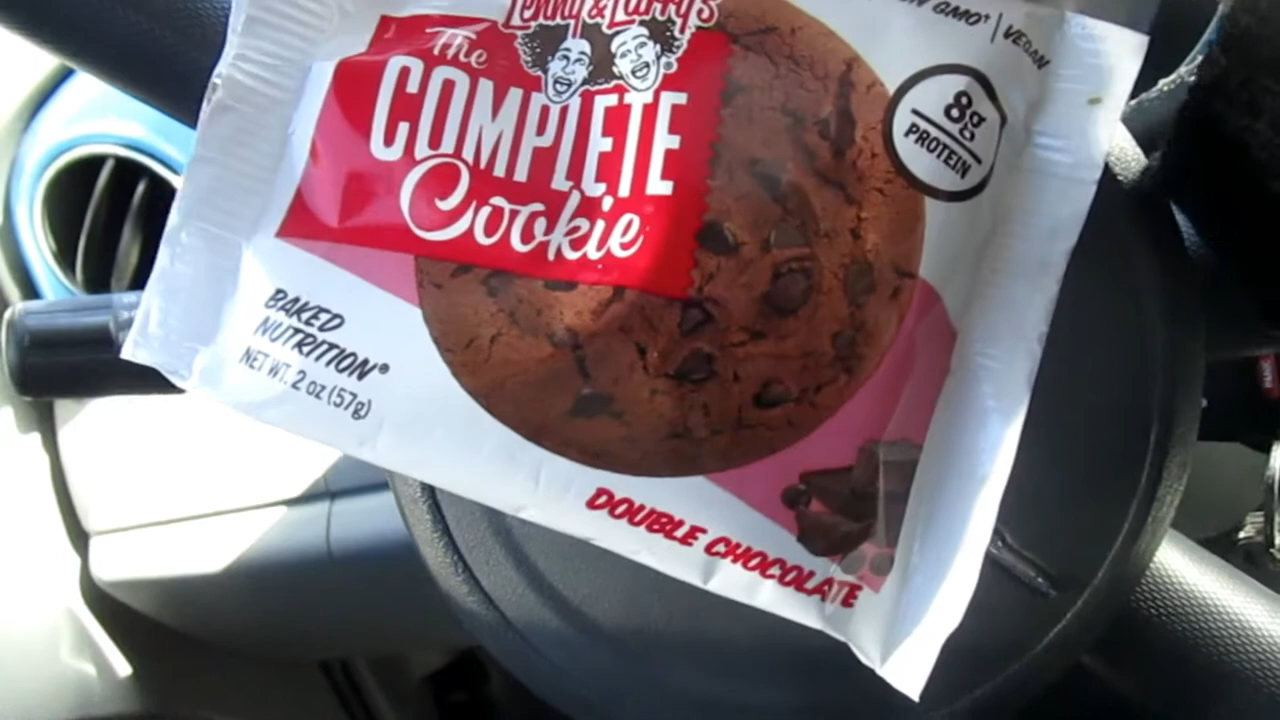 Lenny & Larry's
The
COMPLETE
Cookie
GMO† | VEGAN
8g
PROTEIN
BAKED
NUTRITION®
NET WT. 2 oz (57g)
DOUBLE CHOCOLATE